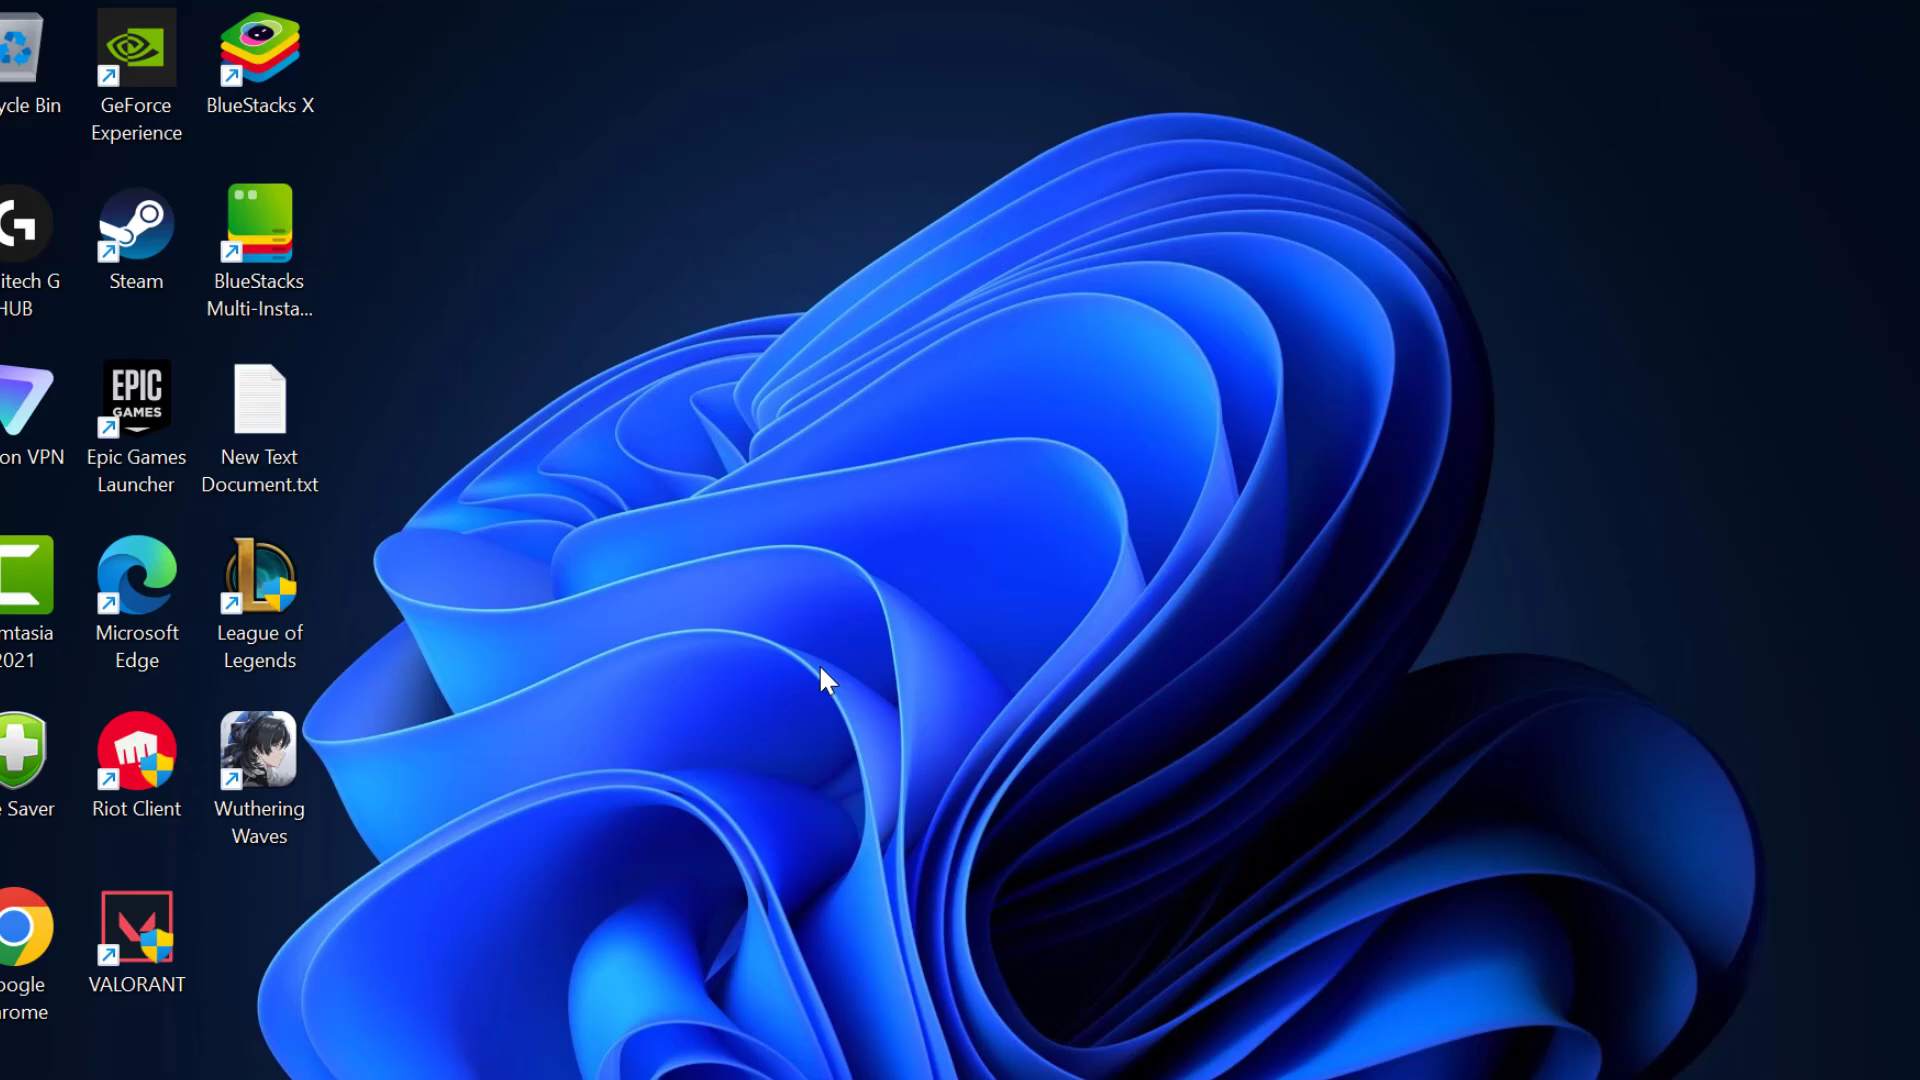 ycle Bin
GeForce
Experience
BlueStacks X
itech G
HUB
Steam
BlueStacks
Multi-Insta...
on VPN
EPIC
GAMES
Epic Games
Launcher
New Text
Document.txt
mtasia
2021
Microsoft
Edge
League of
Legends
e Saver
Riot Client
Wuthering
Waves
oogle
rome
VALORANT